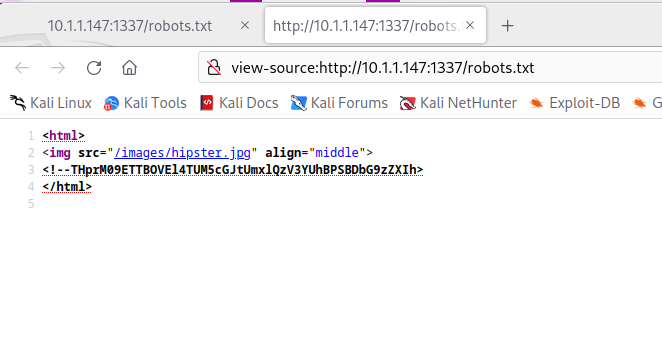 10.1.1.147:1337/robots.txt × http://10.1.1.147:1337/robots. × +
view-source:http://10.1.1.147:1337/robots.txt
Kali Linux Kali Tools Kali Docs Kali Forums Kali NetHunter Exploit-DB G
1 <html>
2 <img src="/images/hipster.jpg" align="middle">
3 <!--THprM09ETTBOVEl4TUM5cGJtUmxlQzV3YUhBPSBDbG9zZXIh>
4 </html>
5